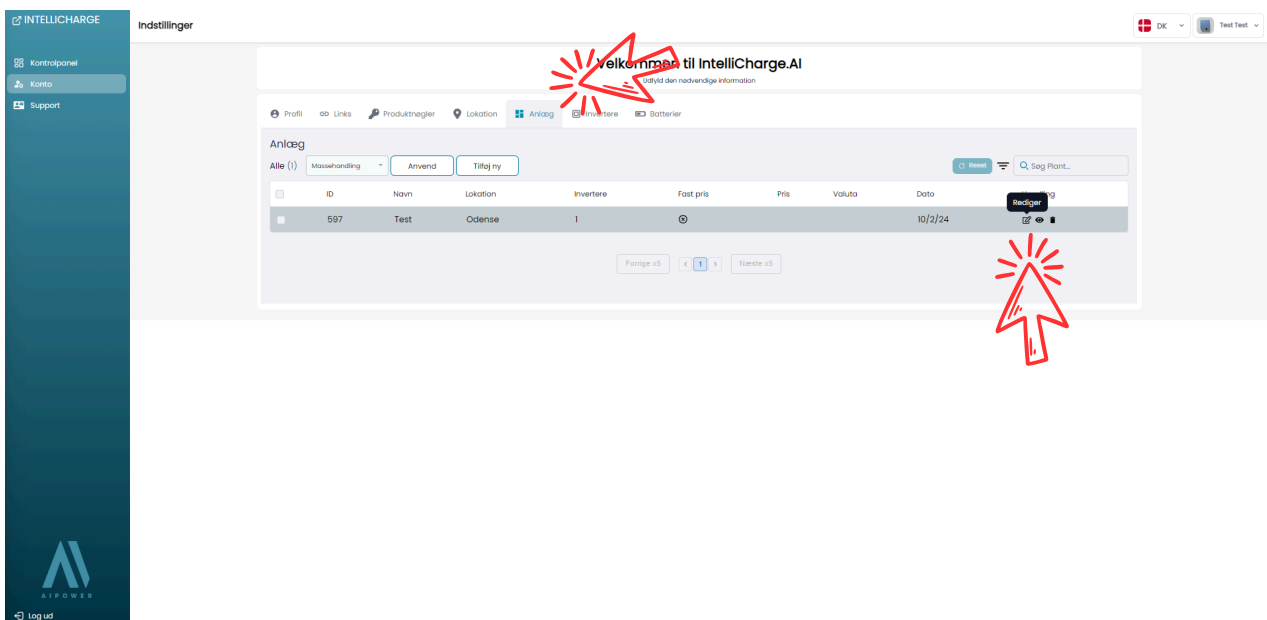 INTELLICHARGE
Indstillinger
DK
Test Test
Kontrolpanel
Konto
Support
Velkommen til IntelliCharge.AI
Udfyld den nødvendige information
Profil
Links
Produktnøgler
Lokation
Anlæg
Invertere
Batterier
Anlæg
Alle (1)
Massehandling
Anvend
Tilføj ny
Reset
Søg Plant...
ID
Navn
Lokation
Invertere
Fast pris
Pris
Valuta
Dato
Handling
Rediger
597
Test
Odense
1
10/2/24
Forrige x5
1
Næste x5
AIPOWER
Log ud